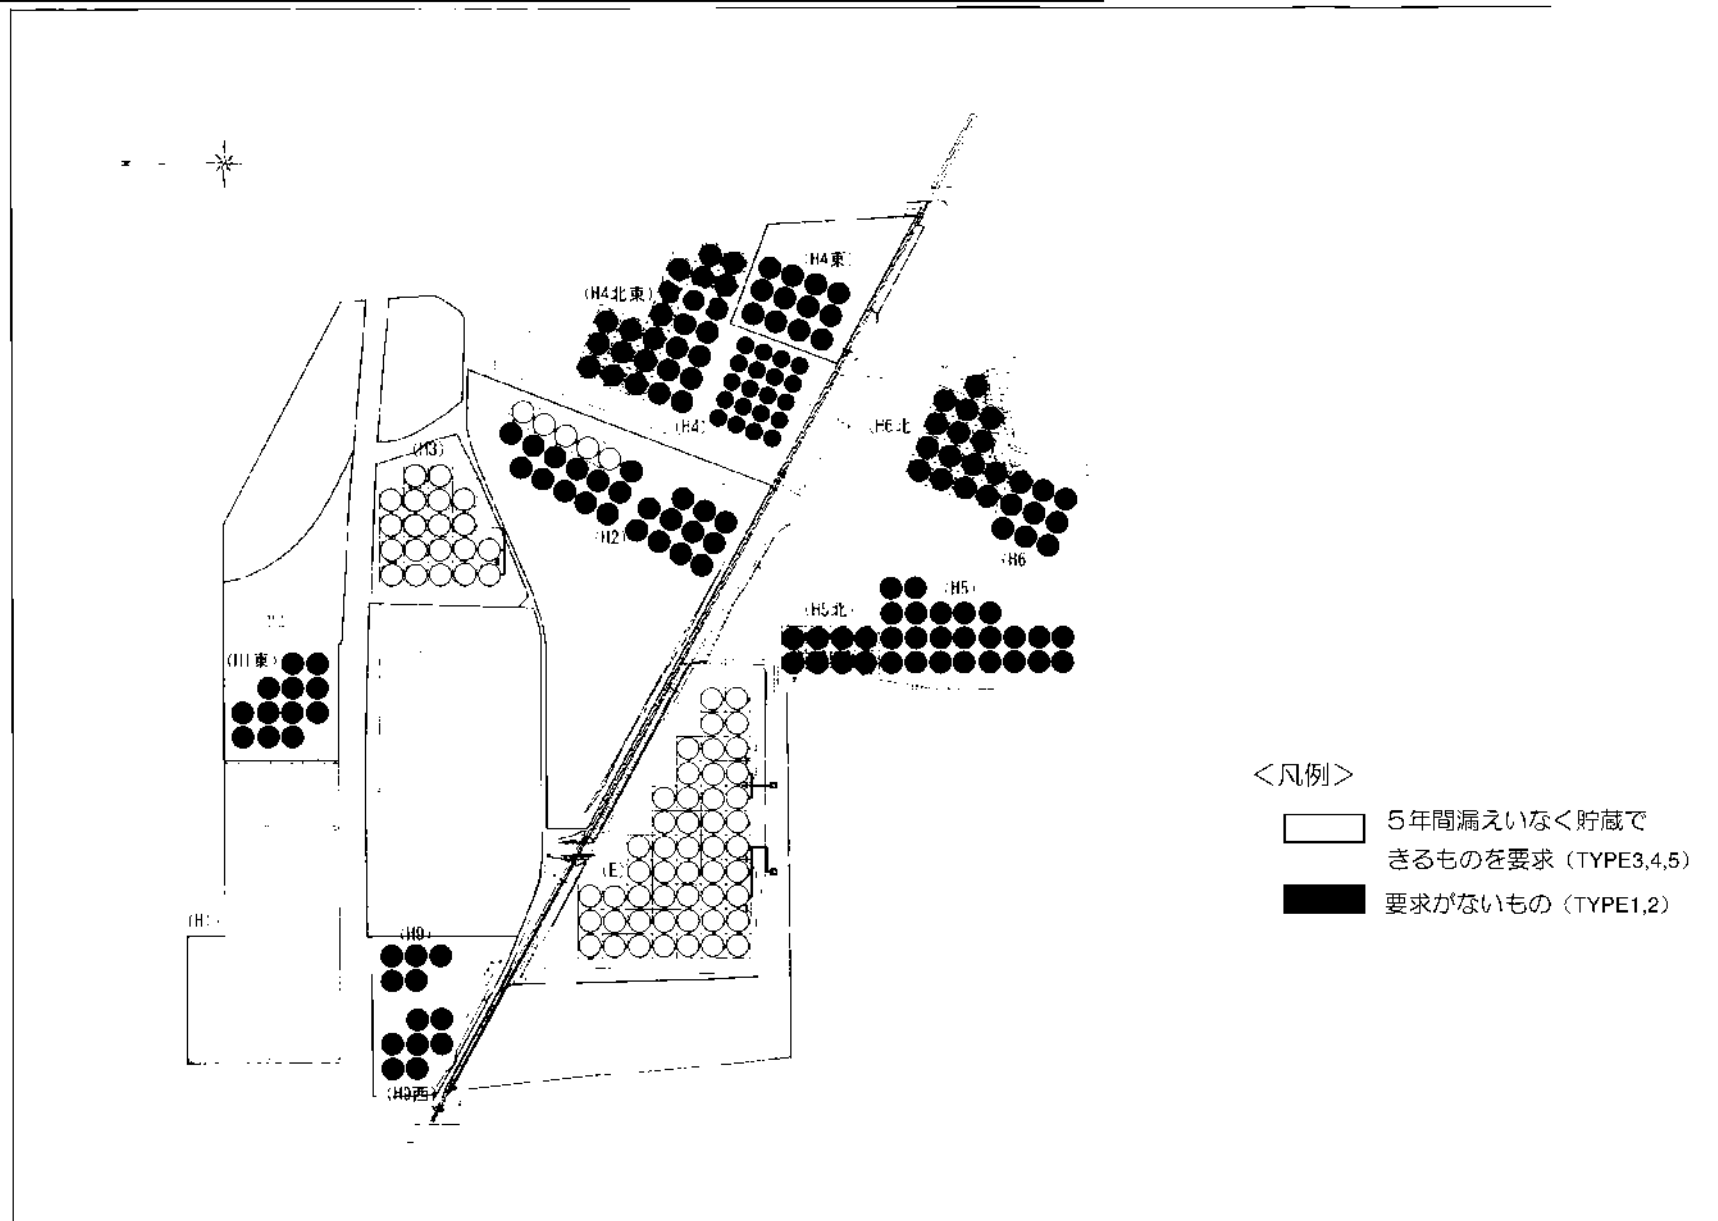 (H4東)
(H4北東)
(H4)
(H6北
(H3)
(H2)
(H6
(H5)
(H5北)
(H1東)
(E)
(H9)
(H9西)
＜凡例＞
5年間漏えいなく貯蔵で
きるものを要求（TYPE3,4,5）
要求がないもの（TYPE1,2）